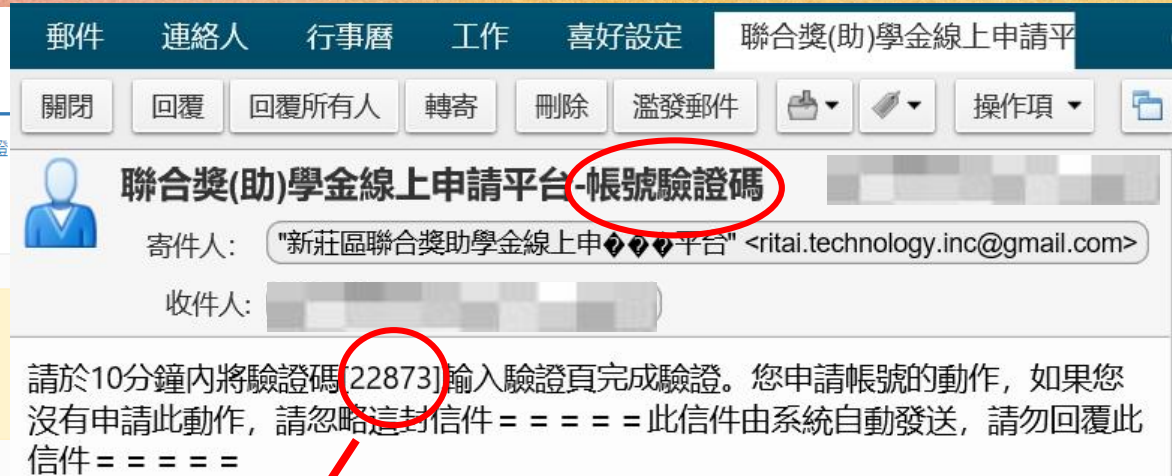 郵件 連絡人 行事曆 工作 喜好設定 聯合獎(助)學金線上申請平
關閉 回覆 回覆所有人 轉寄 刪除 濫發郵件 操作項
聯合獎(助)學金線上申請平台-帳號驗證碼
寄件人: "新莊區聯合獎助學金線上申���平台" <ritai.technology.inc@gmail.com>
收件人:
請於10分鐘內將驗證碼[22873]輸入驗證頁完成驗證。您申請帳號的動作，如果您
沒有申請此動作，請忽略這封信件＝＝＝＝＝此信件由系統自動發送，請勿回覆此
信件＝＝＝＝＝